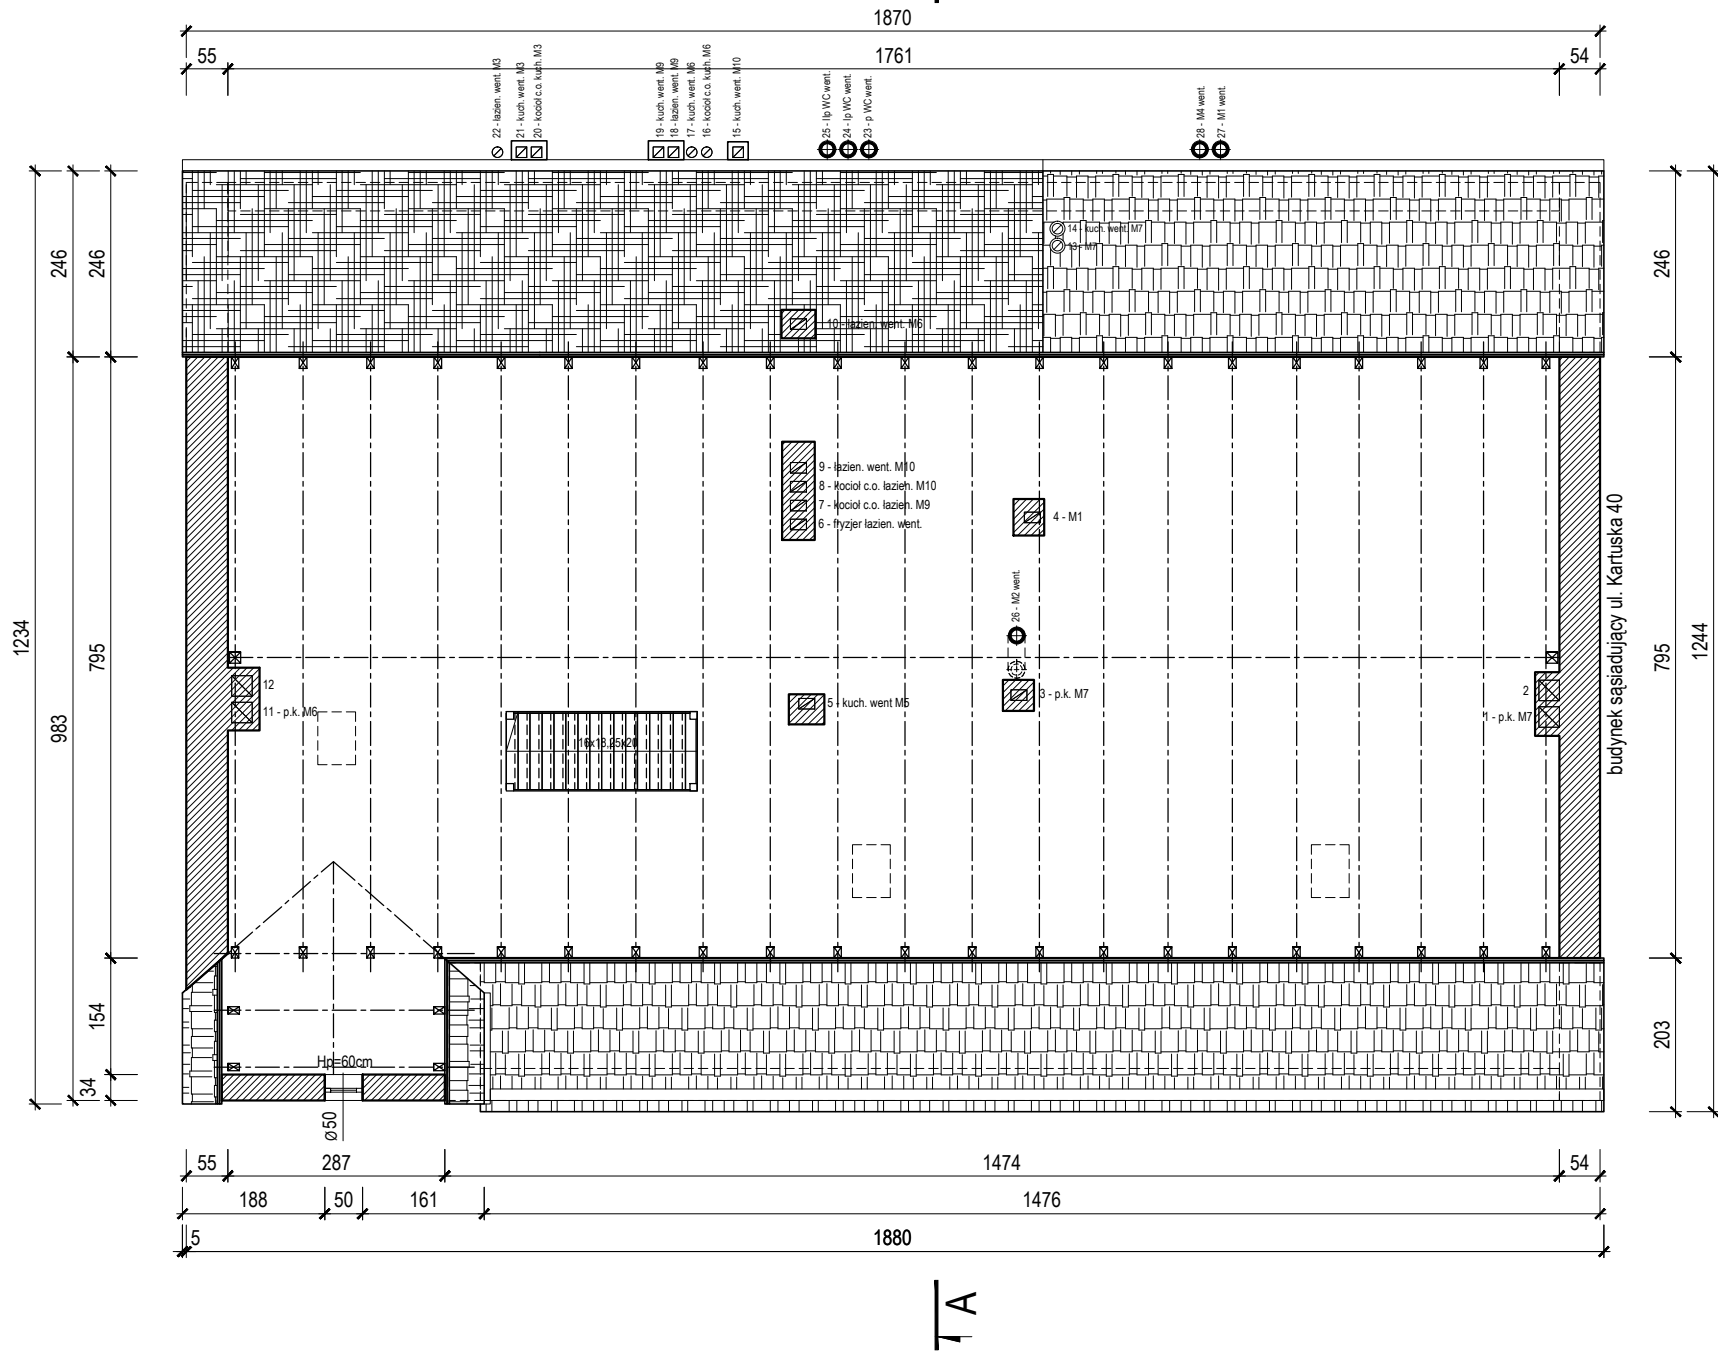 1870
55
1761
54
22 - łazien. went. M3
21 - kuch. went. M3
20 - kocioł c.o. kuch. M3
19 - kuch. went. M9
18 - łazien. went. M9
17 - kuch. went. M6
16 - kocioł c.o. kuch. M6
15 - kuch. went. M10
25 - IIp WC went.
24 - Ip WC went.
23 - p WC went.
28 - M4 went.
27 - M1 went.
14 - kuch. went. M7
13 - M7
10 - łazien. went. M6
9 - łazien. went. M10
8 - kocioł c.o. łazien. M10
7 - kocioł c.o. łazien. M9
6 - fryzjer łazien. went.
4 - M1
26 - M2 went.
3 - p.k. M7
5 - kuch. went M5
12
11 - p.k. M6
2
1 - p.k. M7
16x18,25x20
Hp=60cm
Ø50
budynek sąsiadujący ul. Kartuska 40
1234
246
983
246
795
154
34
246
795
203
1244
55
287
1474
54
188
50
161
1476
5
1880
A